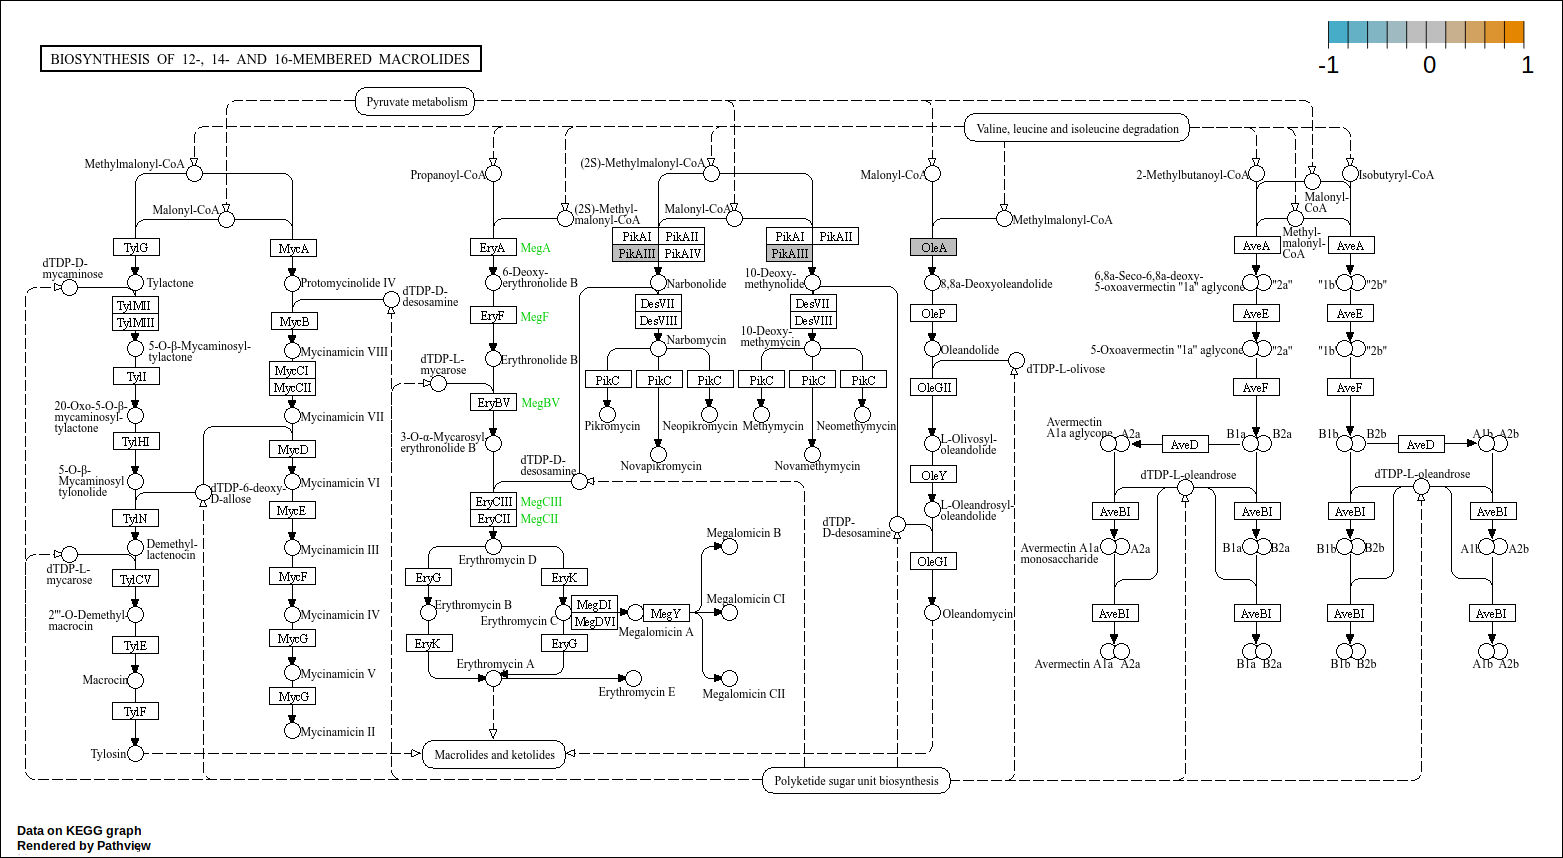 BIOSYNTHESIS OF 12-, 14- AND 16-MEMBERED MACROLIDES
-1 0 1
Pyruvate metabolism
Valine, leucine and isoleucine degradation
Methylmalonyl-CoA
Malonyl-CoA
Propanoyl-CoA
(2S)-Methyl-
malonyl-CoA
(2S)-Methylmalonyl-CoA
Malonyl-CoA
Malonyl-CoA
Methylmalonyl-CoA
2-Methylbutanoyl-CoA
Malonyl-
CoA
Isobutyryl-CoA
Methyl-
malonyl-
CoA
TylG
dTDP-D-
mycaminose
Tylactone
TylMII
TylMIII
5-O-β-Mycaminosyl-
tylactone
TylI
20-Oxo-5-O-β-
mycaminosyl-
tylactone
TylHI
5-O-β-
Mycaminosyl
tylonolide
dTDP-6-deoxy-
D-allose
TylN
Demethyl-
lactenocin
dTDP-L-
mycarose
TylCV
2'''-O-Demethyl-
macrocin
TylE
Macrocin
TylF
Tylosin
MycA
Protomycinolide IV
dTDP-D-
desosamine
MycB
Mycinamicin VIII
MycCI
MycCII
Mycinamicin VII
MycD
Mycinamicin VI
MycE
Mycinamicin III
MycF
Mycinamicin IV
MycG
Mycinamicin V
MycG
Mycinamicin II
EryA MegA
6-Deoxy-
erythronolide B
EryF MegF
Erythronolide B
dTDP-L-
mycarose
EryBV MegBV
3-O-α-Mycarosyl-
erythronolide B
dTDP-D-
desosamine
EryCIII MegCIII
EryCII MegCII
Erythromycin D
EryG EryK
Erythromycin B
Erythromycin C
MegDI
MegDVI
MegY
Megalomicin A
Megalomicin B
Megalomicin CI
Megalomicin CII
EryK EryG
Erythromycin A
Erythromycin E
PikAI PikAII
PikAIII PikAIV
Narbonolide
DesVII
DesVIII
Narbomycin
PikC PikC PikC
Pikromycin
Neopikromycin
Novapikromycin
PikAI PikAII
PikAIII
10-Deoxy-
methynolide
DesVII
DesVIII
10-Deoxy-
methymycin
PikC PikC PikC
Methymycin
Neomethymycin
Novamethymycin
dTDP-
D-desosamine
OleA
8,8a-Deoxyoleandolide
OleP
Oleandolide
dTDP-L-olivose
OleGII
L-Olivosyl-
oleandolide
OleY
L-Oleandrosyl-
oleandolide
OleGI
Oleandomycin
AveA AveA
6,8a-Seco-6,8a-deoxy-
5-oxoavermectin "1a" aglycone "2a" "1b" "2b"
AveE AveE
5-Oxoavermectin "1a" aglycone "2a" "1b" "2b"
AveF AveF
Avermectin
A1a aglycone A2a
AveD
B1a B2a B1b B2b
AveD
A1b A2b
dTDP-L-oleandrose dTDP-L-oleandrose
AveBI AveBI AveBI AveBI
Avermectin A1a A2a
monosaccharide
B1a B2a B1b B2b A1b A2b
AveBI AveBI AveBI AveBI
Avermectin A1a A2a B1a B2a B1b B2b A1b A2b
Macrolides and ketolides
Polyketide sugar unit biosynthesis
Data on KEGG graph
Rendered by Pathview